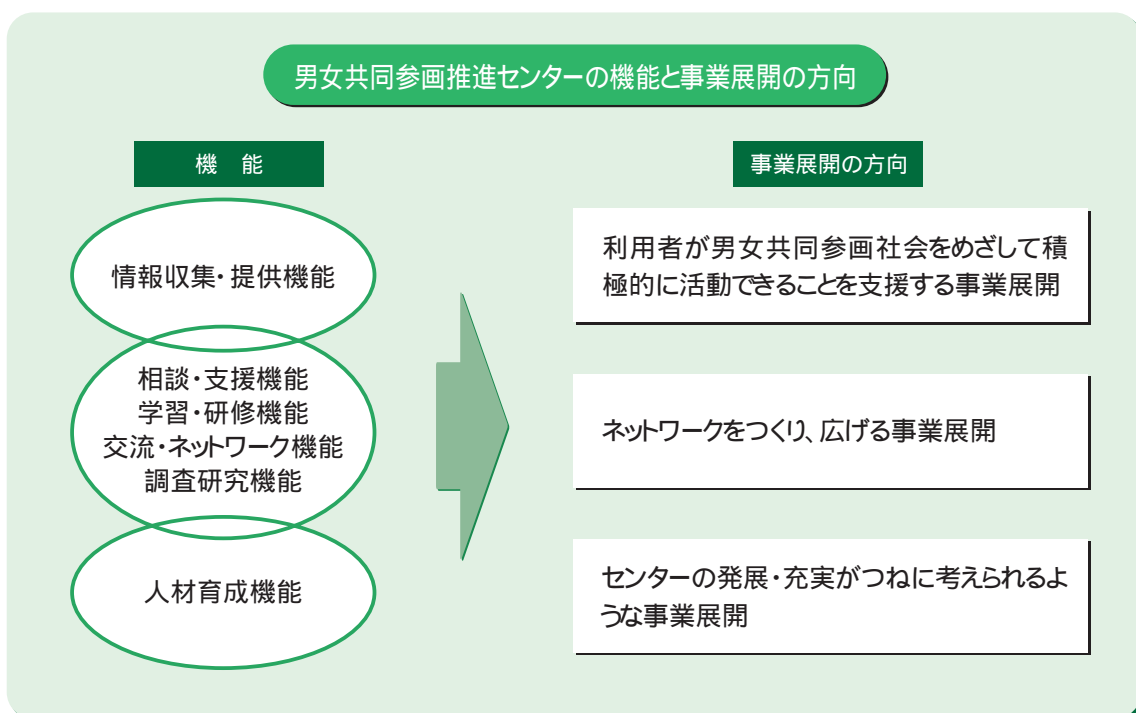 男女共同参画推進センターの機能と事業展開の方向
機 能
情報収集・提供機能
相談・支援機能
学習・研修機能
交流・ネットワーク機能
調査研究機能
人材育成機能
事業展開の方向
利用者が男女共同参画社会をめざして積
極的に活動できることを支援する事業展開
ネットワークをつくり、広げる事業展開
センターの発展・充実がつねに考えられるよ
うな事業展開